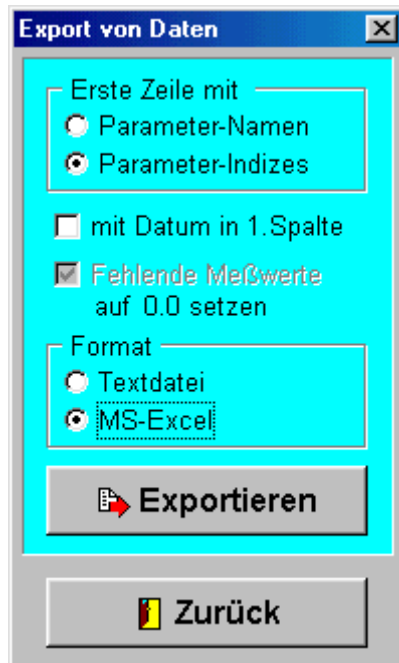 Export von Daten
Erste Zeile mit
Parameter-Namen
Parameter-Indizes
mit Datum in 1.Spalte
Fehlende Meßwerte
auf 0.0 setzen
Format
Textdatei
MS-Excel
Exportieren
Zurück